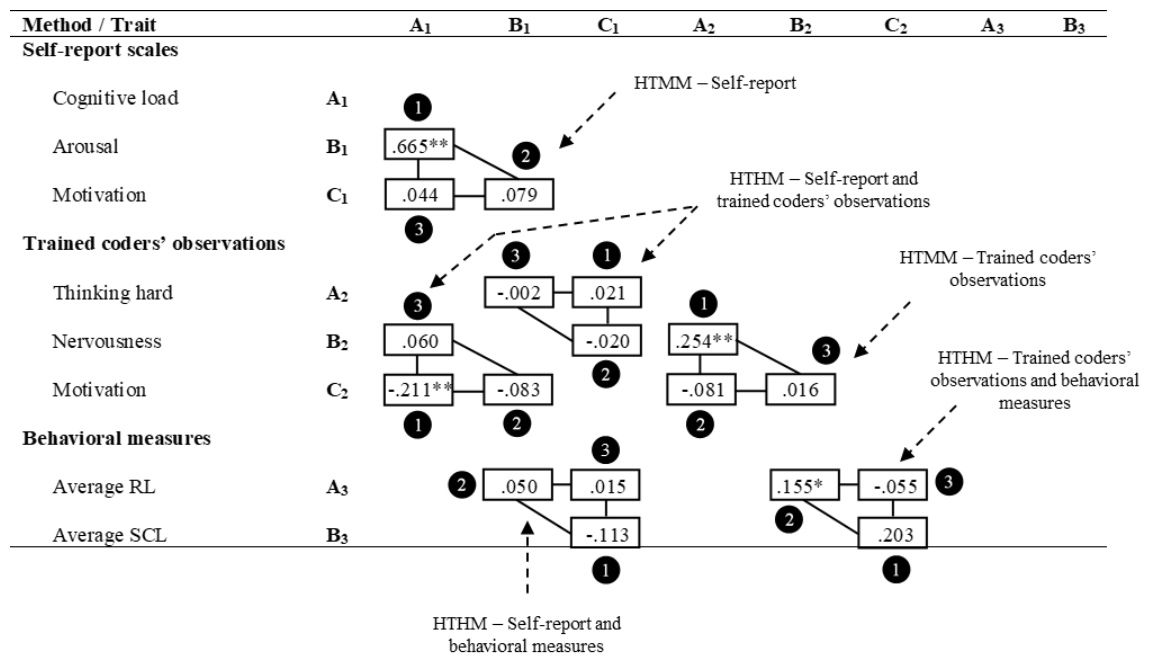 Method / Trait A₁ B₁ C₁ A₂ B₂ C₂ A₃ B₃
Self-report scales
HTMM – Self-report
Cognitive load A₁
1
Arousal B₁ .665**
2
Motivation C₁ .044 .079
3
HTHM – Self-report and
trained coders’ observations
Trained coders’ observations
3 1
HTMM – Trained coders’
observations
Thinking hard A₂ -.002 .021
3 1
Nervousness B₂ .060 -.020 .254**
2 3
HTHM – Trained coders’
observations and behavioral
measures
Motivation C₂ -.211** -.083 -.081 .016
1 2 2
Behavioral measures
3
Average RL A₃ 2 .050 .015 .155* -.055 3
2
Average SCL B₃ -.113 .203
1 1
HTHM – Self-report and
behavioral measures